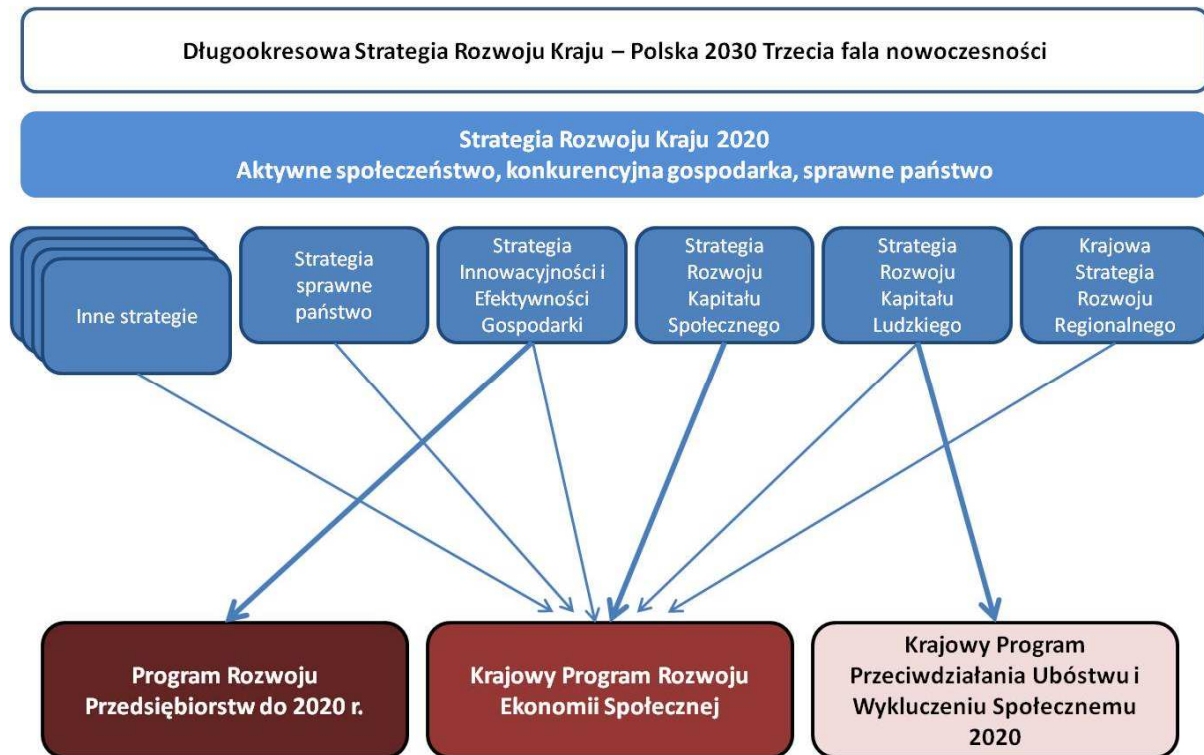 Długookresowa Strategia Rozwoju Kraju – Polska 2030 Trzecia fala nowoczesności
Strategia Rozwoju Kraju 2020
Aktywne społeczeństwo, konkurencyjna gospodarka, sprawne państwo
Inne strategie
Strategia
sprawne
państwo
Strategia
Innowacyjności i
Efektywności
Gospodarki
Strategia
Rozwoju
Kapitału
Społecznego
Strategia
Rozwoju
Kapitału
Ludzkiego
Krajowa
Strategia
Rozwoju
Regionalnego
Program Rozwoju
Przedsiębiorstw do 2020 r.
Krajowy Program Rozwoju
Ekonomii Społecznej
Krajowy Program
Przeciwdziałania Ubóstwu i
Wykluczeniu Społecznemu
2020